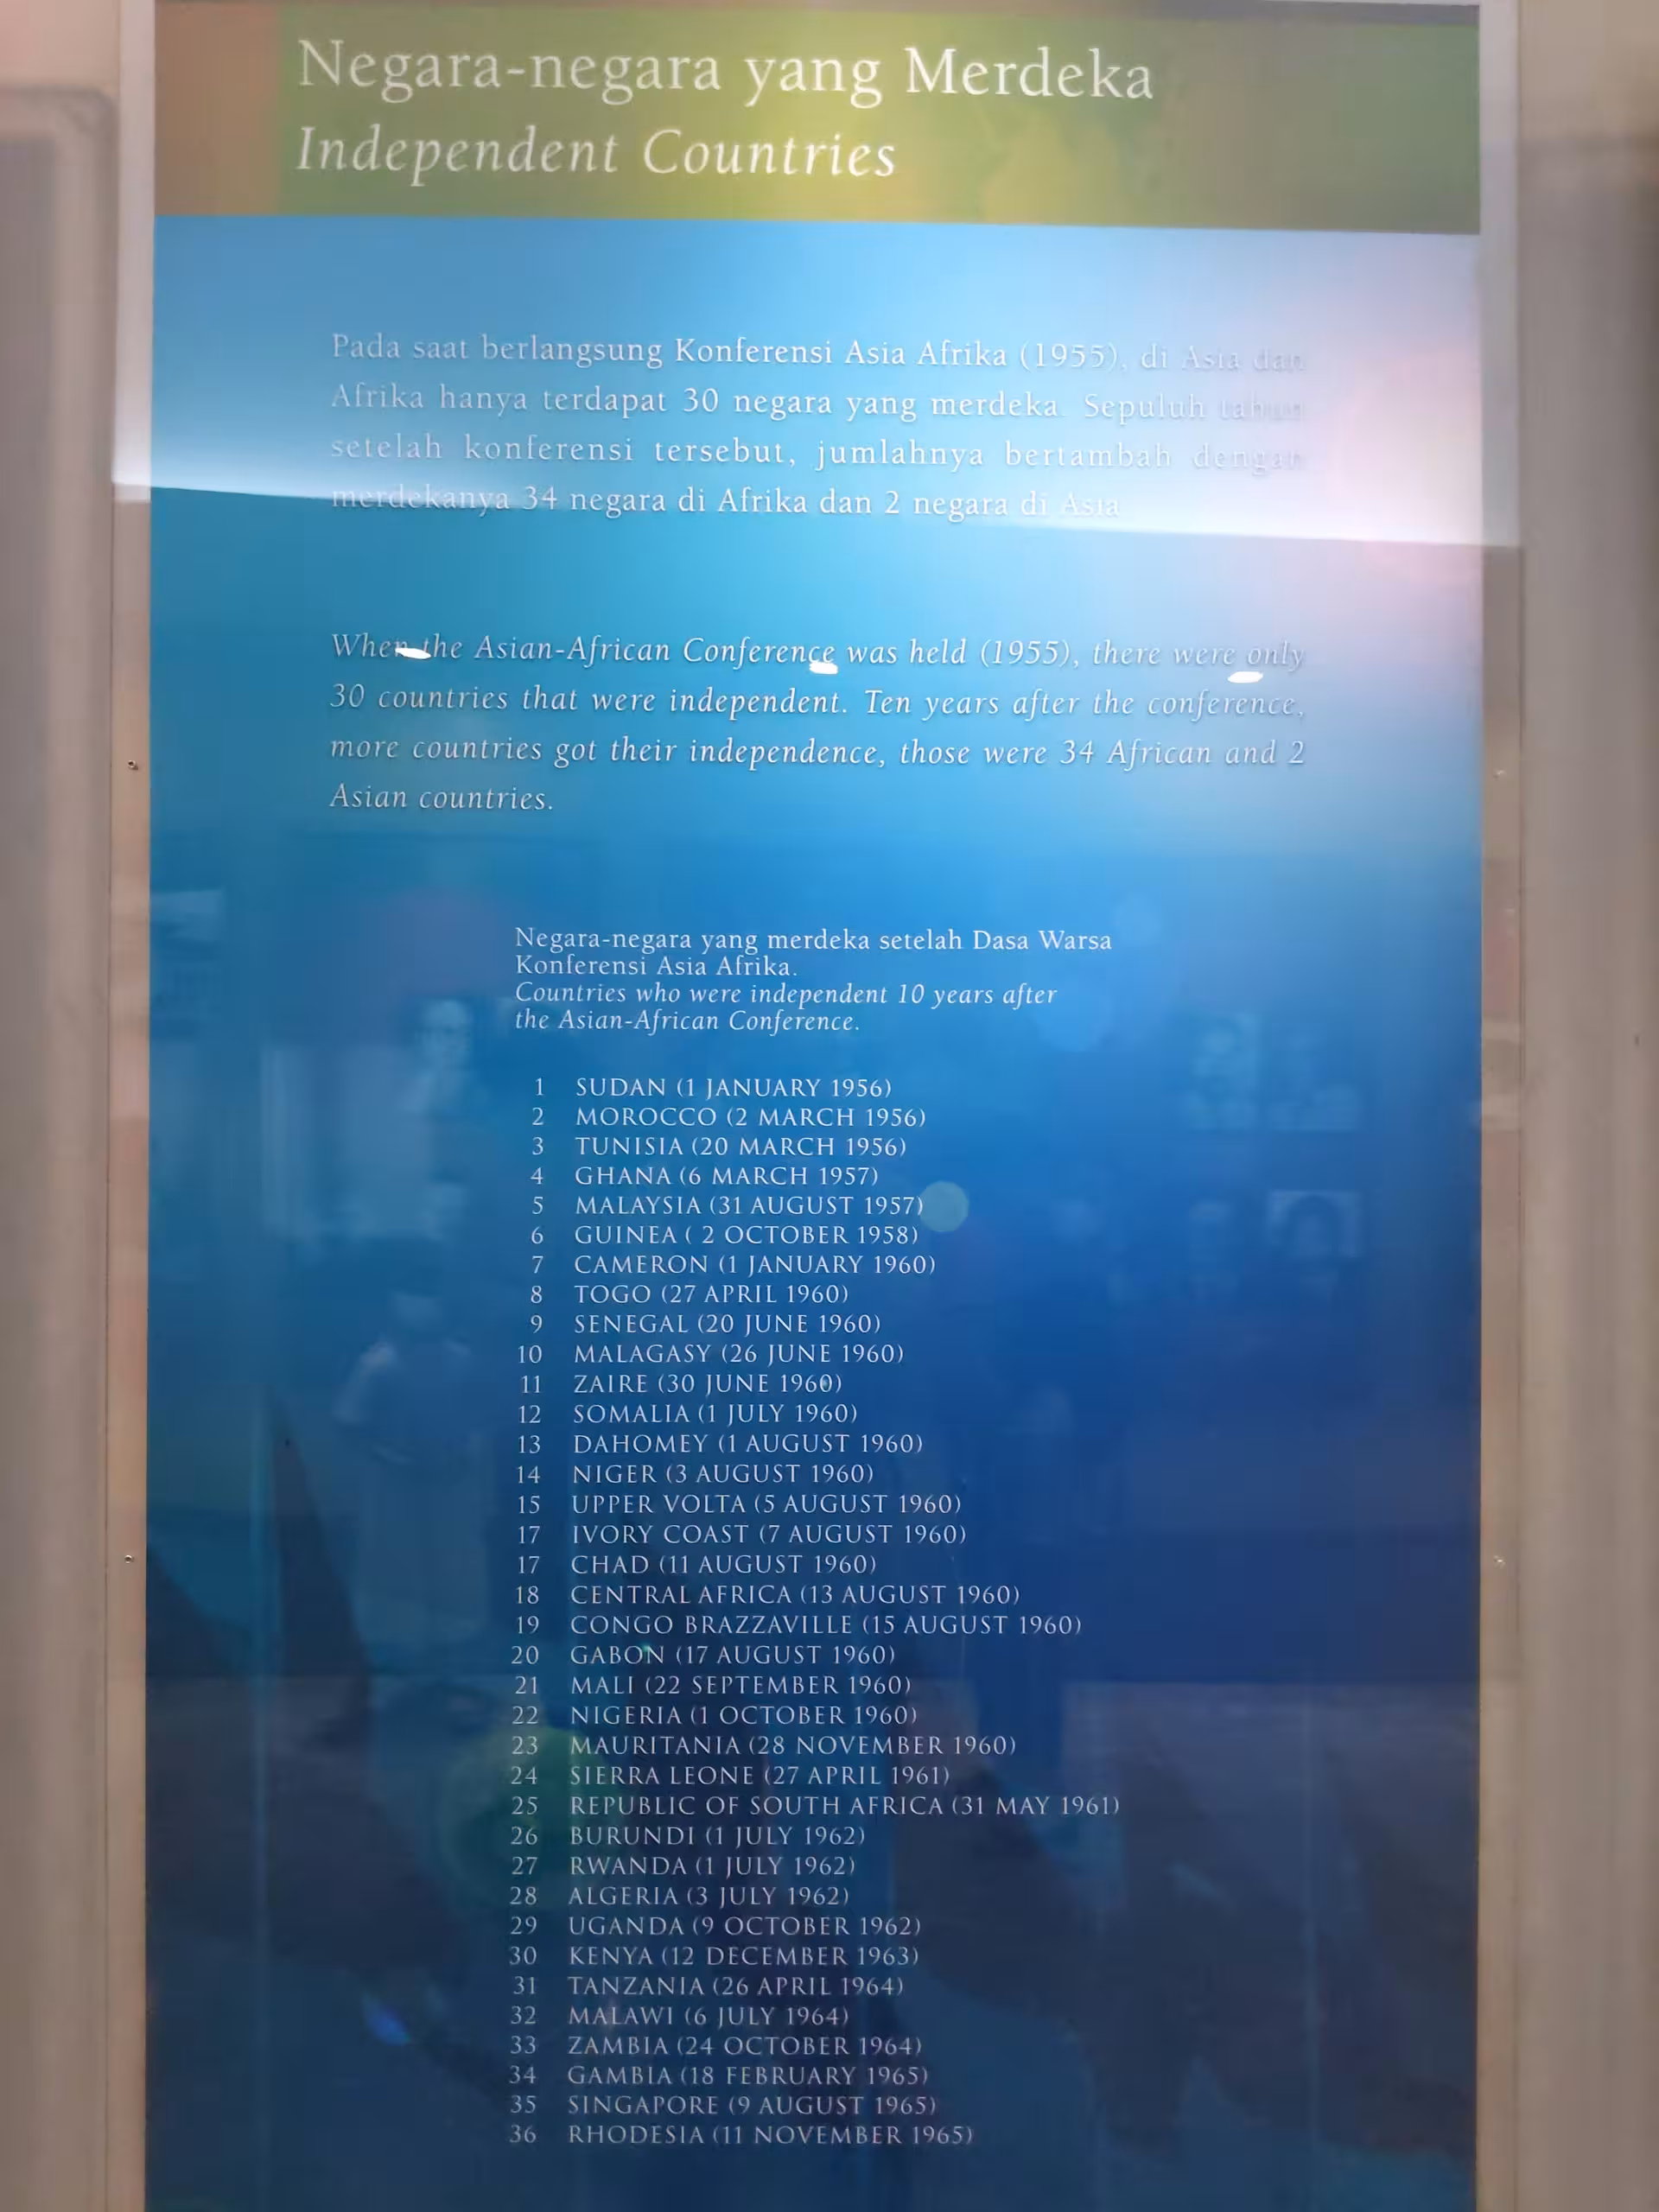 Negara-negara yang Merdeka
Independent Countries
Pada saat berlangsung Konferensi Asia Afrika (1955), di Asia dan
Afrika hanya terdapat 30 negara yang merdeka. Sepuluh tahun
setelah konferensi tersebut, jumlahnya bertambah dengan
merdekanya 34 negara di Afrika dan 2 negara di Asia
When the Asian-African Conference was held (1955), there were only
30 countries that were independent. Ten years after the conference,
more countries got their independence, those were 34 African and 2
Asian countries.
Negara-negara yang merdeka setelah Dasa Warsa
Konferensi Asia Afrika.
Countries who were independent 10 years after
the Asian-African Conference.
1 SUDAN (1 JANUARY 1956)
2 MOROCCO (2 MARCH 1956)
3 TUNISIA (20 MARCH 1956)
4 GHANA (6 MARCH 1957)
5 MALAYSIA (31 AUGUST 1957)
6 GUINEA ( 2 OCTOBER 1958)
7 CAMERON (1 JANUARY 1960)
8 TOGO (27 APRIL 1960)
9 SENEGAL (20 JUNE 1960)
10 MALAGASY (26 JUNE 1960)
11 ZAIRE (30 JUNE 1960)
12 SOMALIA (1 JULY 1960)
13 DAHOMEY (1 AUGUST 1960)
14 NIGER (3 AUGUST 1960)
15 UPPER VOLTA (5 AUGUST 1960)
17 IVORY COAST (7 AUGUST 1960)
17 CHAD (11 AUGUST 1960)
18 CENTRAL AFRICA (13 AUGUST 1960)
19 CONGO BRAZZAVILLE (15 AUGUST 1960)
20 GABON (17 AUGUST 1960)
21 MALI (22 SEPTEMBER 1960)
22 NIGERIA (1 OCTOBER 1960)
23 MAURITANIA (28 NOVEMBER 1960)
24 SIERRA LEONE (27 APRIL 1961)
25 REPUBLIC OF SOUTH AFRICA (31 MAY 1961)
26 BURUNDI (1 JULY 1962)
27 RWANDA (1 JULY 1962)
28 ALGERIA (3 JULY 1962)
29 UGANDA (9 OCTOBER 1962)
30 KENYA (12 DECEMBER 1963)
31 TANZANIA (26 APRIL 1964)
32 MALAWI (6 JULY 1964)
33 ZAMBIA (24 OCTOBER 1964)
34 GAMBIA (18 FEBRUARY 1965)
35 SINGAPORE (9 AUGUST 1965)
36 RHODESIA (11 NOVEMBER 1965)